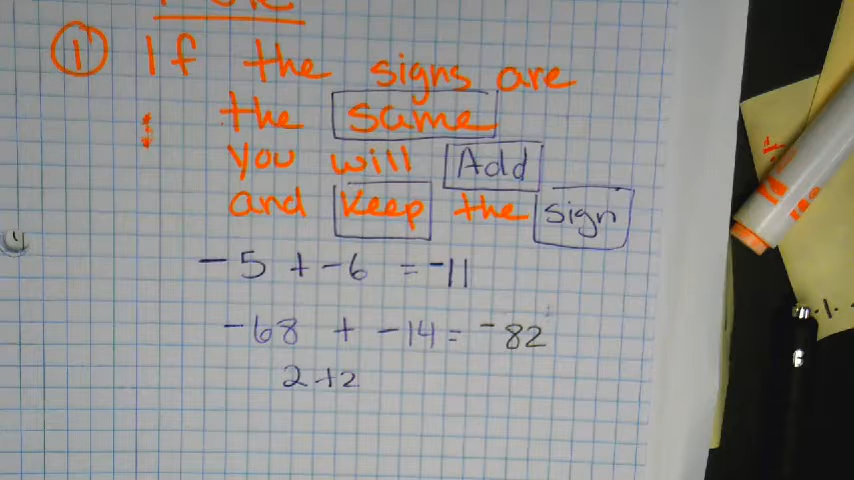 ① If the signs are
the same
you will Add
and keep the sign
-5 + -6 = -11
-68 + -14 = -82
2+2